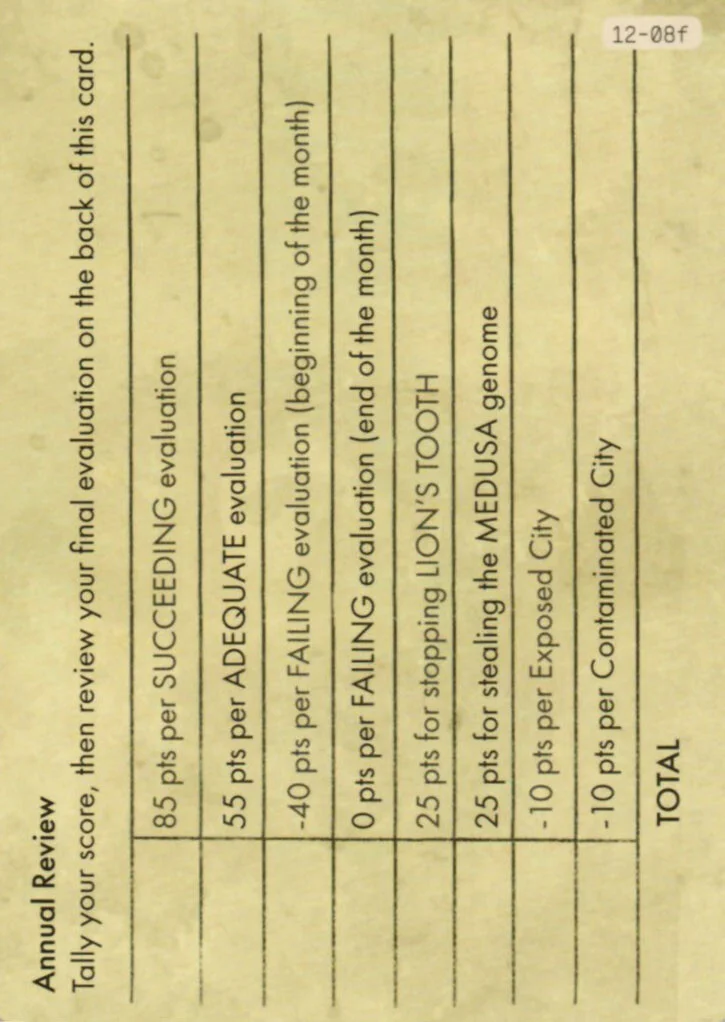 Annual Review
Tally your score, then review your final evaluation on the back of this card.
85 pts per SUCCEEDING evaluation
55 pts per ADEQUATE evaluation
-40 pts per FAILING evaluation (beginning of the month)
0 pts per FAILING evaluation (end of the month)
25 pts for stopping LION'S TOOTH
25 pts for stealing the MEDUSA genome
-10 pts per Exposed City
-10 pts per Contaminated City
TOTAL
12-08f